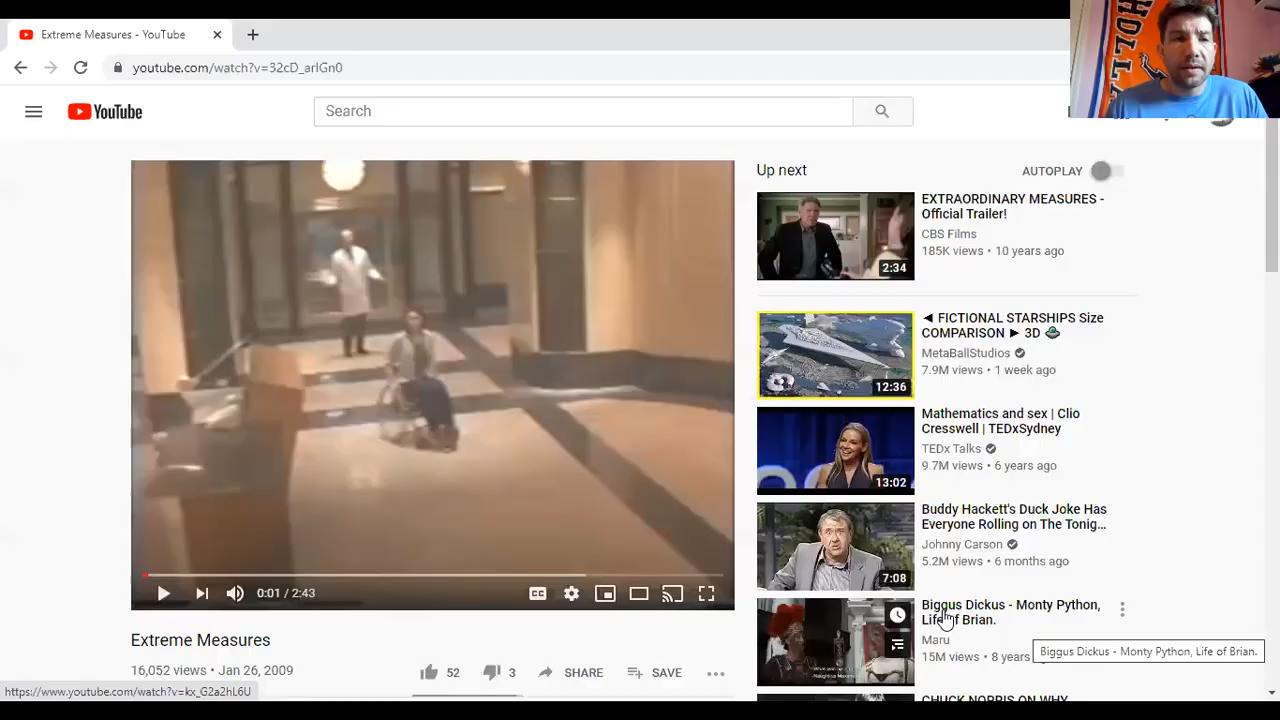 Extreme Measures - YouTube
youtube.com/watch?v=32cD_arlGn0
YouTube
Search
Up next
AUTOPLAY
EXTRAORDINARY MEASURES -
Official Trailer!
CBS Films
185K views • 10 years ago
2:34
◄ FICTIONAL STARSHIPS Size
COMPARISON ► 3D 🛸
MetaBallStudios
7.9M views • 1 week ago
12:36
Mathematics and sex | Clio
Cresswell | TEDxSydney
TEDx Talks
9.7M views • 6 years ago
13:02
Buddy Hackett's Duck Joke Has
Everyone Rolling on The Tonig...
Johnny Carson
5.2M views • 6 months ago
7:08
Biggus Dickus - Monty Python,
Life of Brian.
Maru
15M views • 8 years
Biggus Dickus - Monty Python, Life of Brian.
CHUCK NORRIS ON WHY
CC
0:01 / 2:43
Extreme Measures
16,052 views • Jan 26, 2009
52
3
SHARE
SAVE
https://www.youtube.com/watch?v=kx_G2a2hL6U